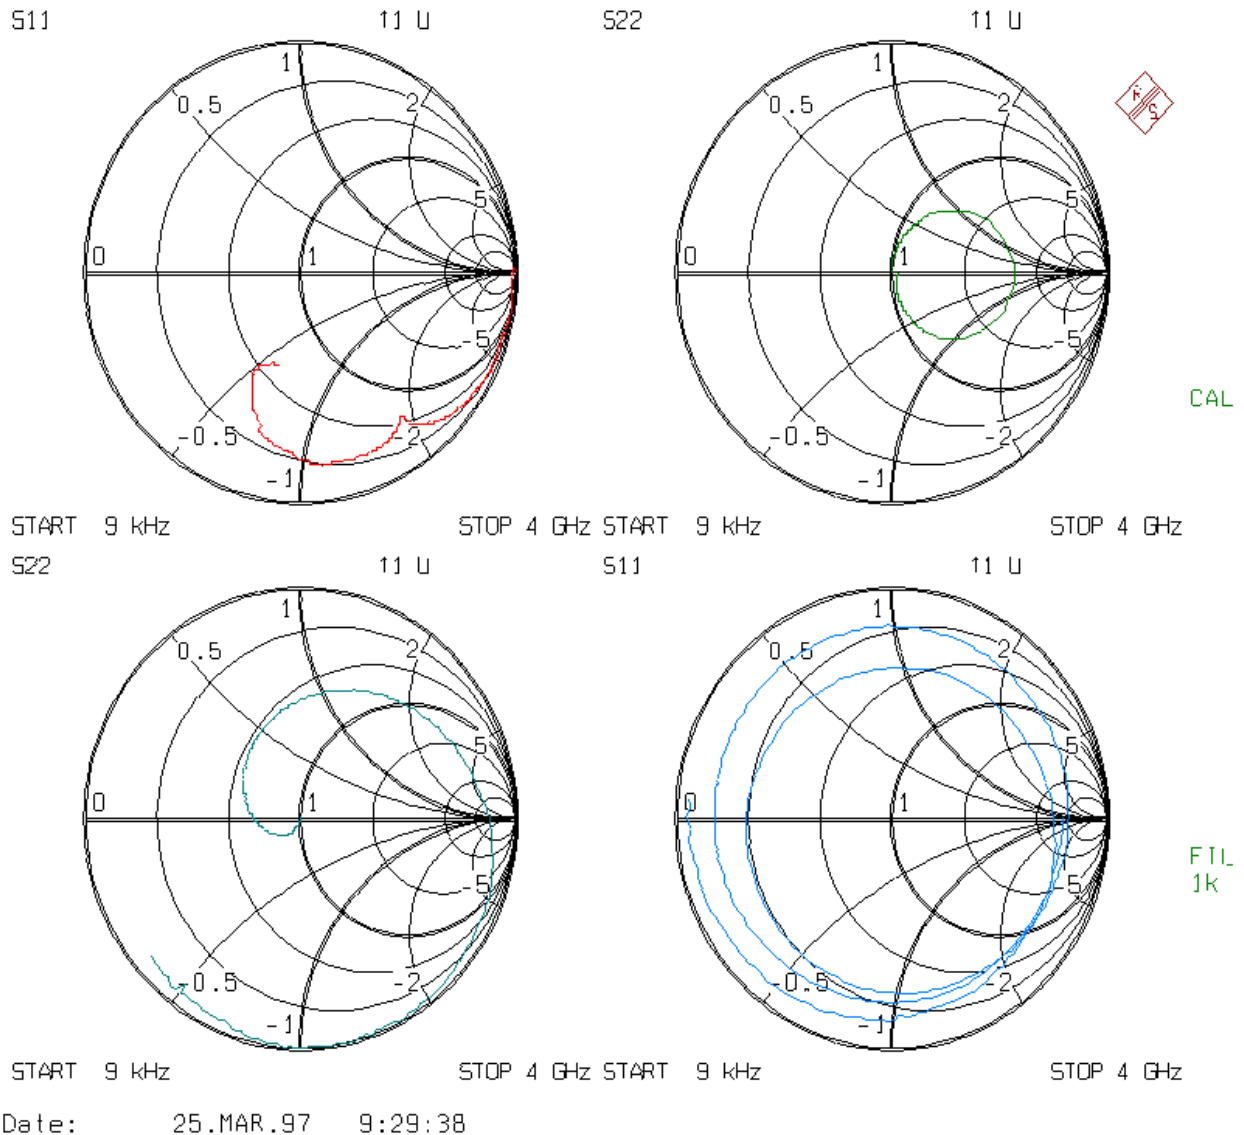 S11 ↑1 U S22 ↑1 U
1 1
0.5 2 0.5 2
R S
5 5
0 1 0 1
-5 -5
CAL
-0.5 -2 -0.5 -2
-1 -1
START 9 kHz STOP 4 GHz START 9 kHz STOP 4 GHz
S22 ↑1 U S11 ↑1 U
1 1
0.5 2 0.5 2
5 5
0 1 0 1
FIL
-5 -5
1k
-0.5 -2 -0.5 -2
-1 -1
START 9 kHz STOP 4 GHz START 9 kHz STOP 4 GHz
Date: 25.MAR.97 9:29:38